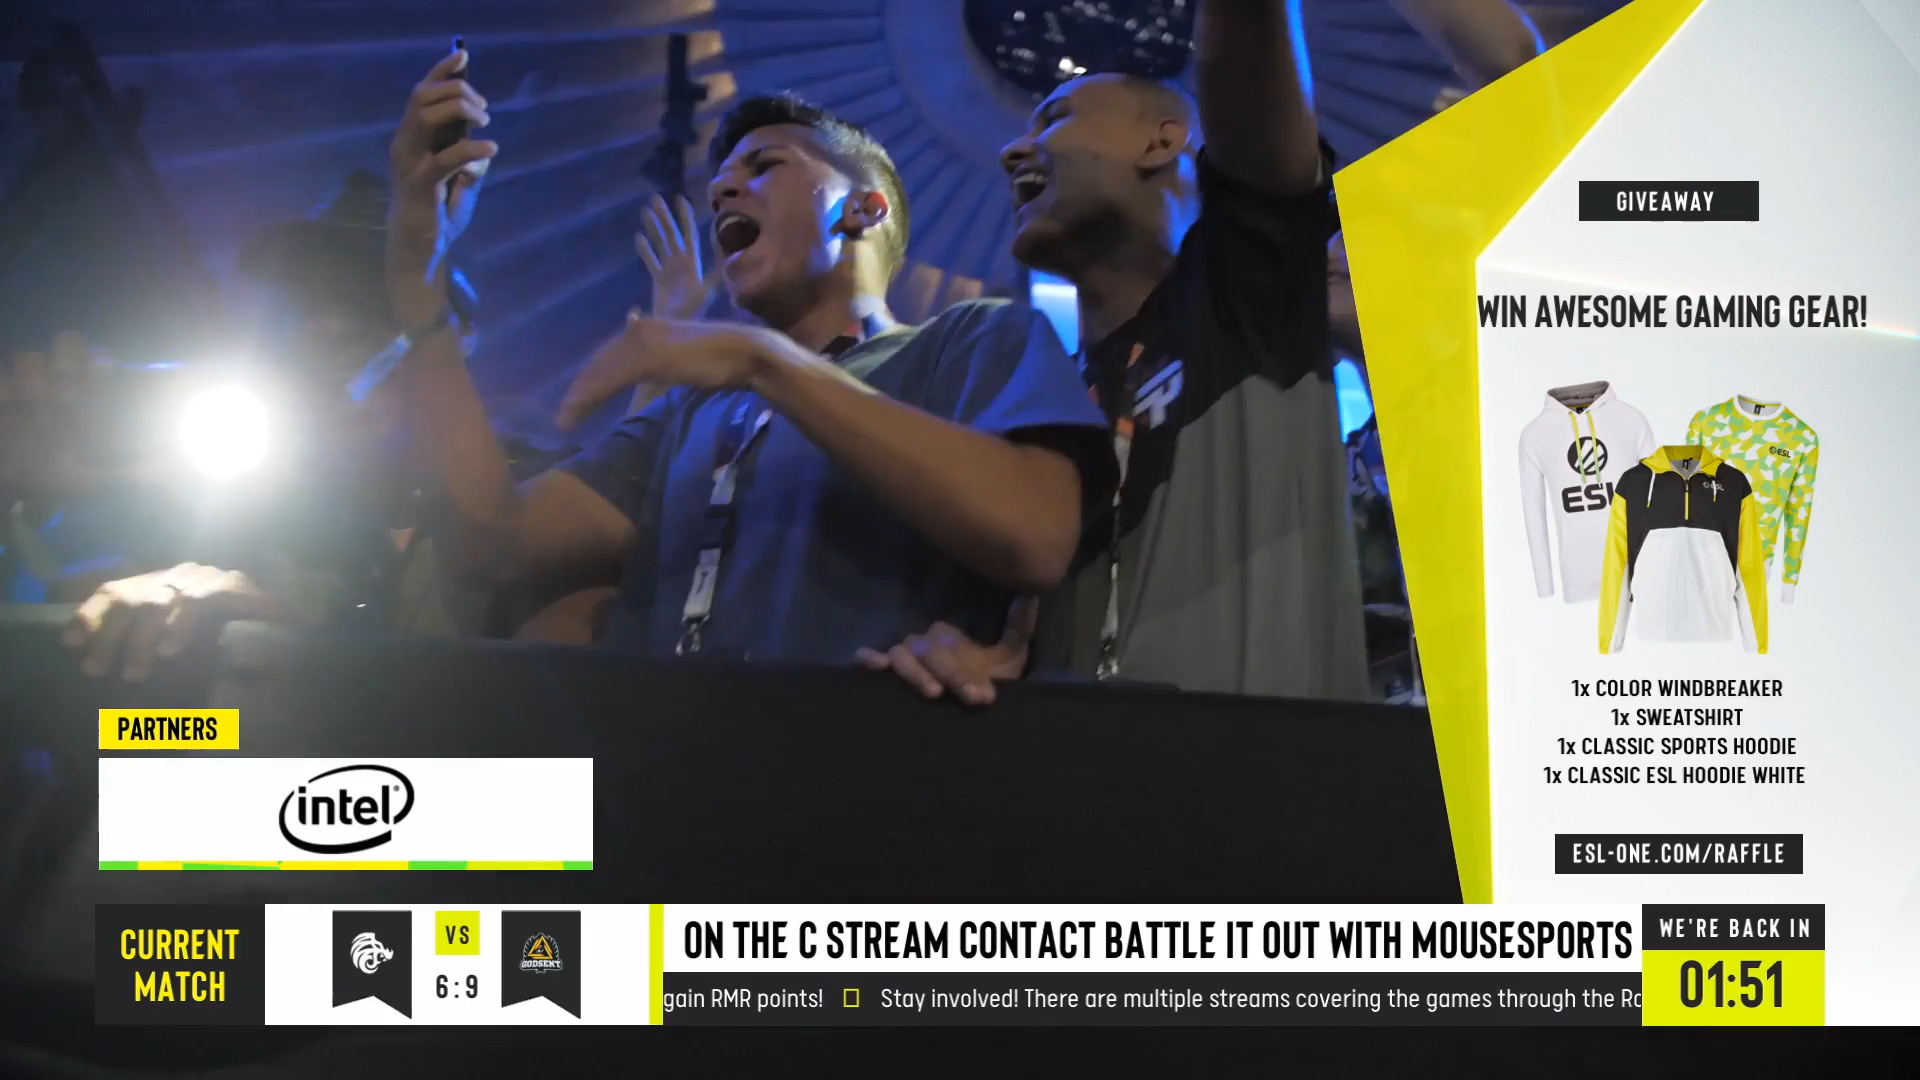 GIVEAWAY
WIN AWESOME GAMING GEAR!
ESL
ESL
ESL
1x COLOR WINDBREAKER
1x SWEATSHIRT
1x CLASSIC SPORTS HOODIE
1x CLASSIC ESL HOODIE WHITE
ESL-ONE.COM/RAFFLE
PARTNERS
intel
CURRENT MATCH
VS
6:9
GODSENT
ON THE C STREAM CONTACT BATTLE IT OUT WITH MOUSESPORTS
gain RMR points! Stay involved! There are multiple streams covering the games through the Ro
WE'RE BACK IN
01:51